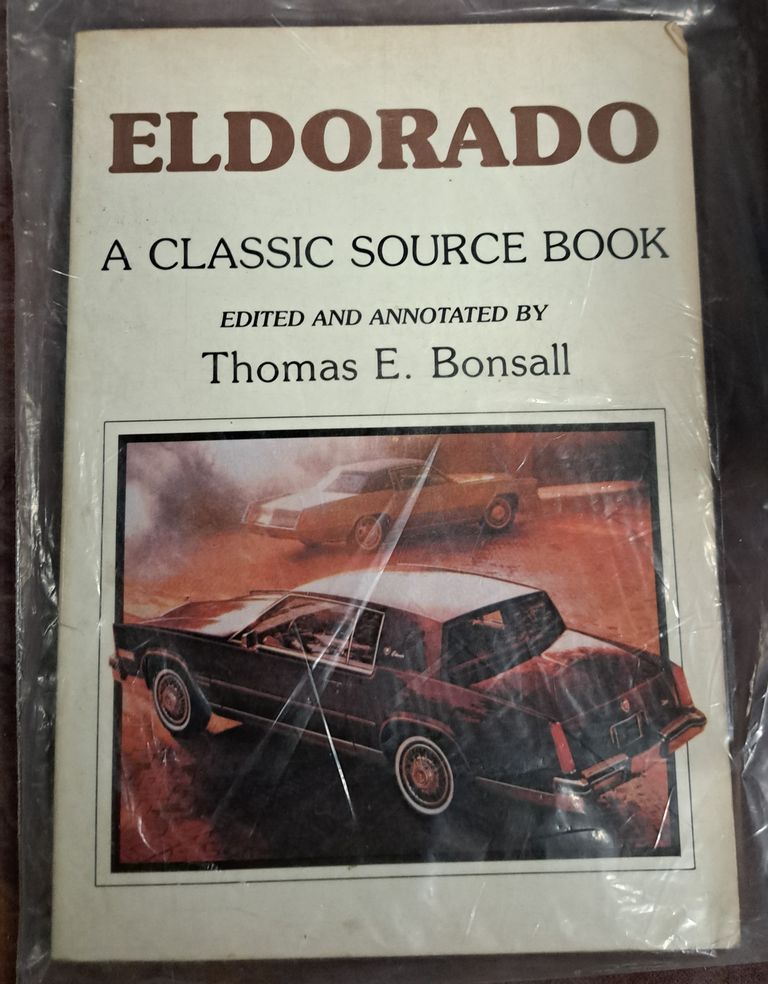 ELDORADO
A CLASSIC SOURCE BOOK
EDITED AND ANNOTATED BY
Thomas E. Bonsall